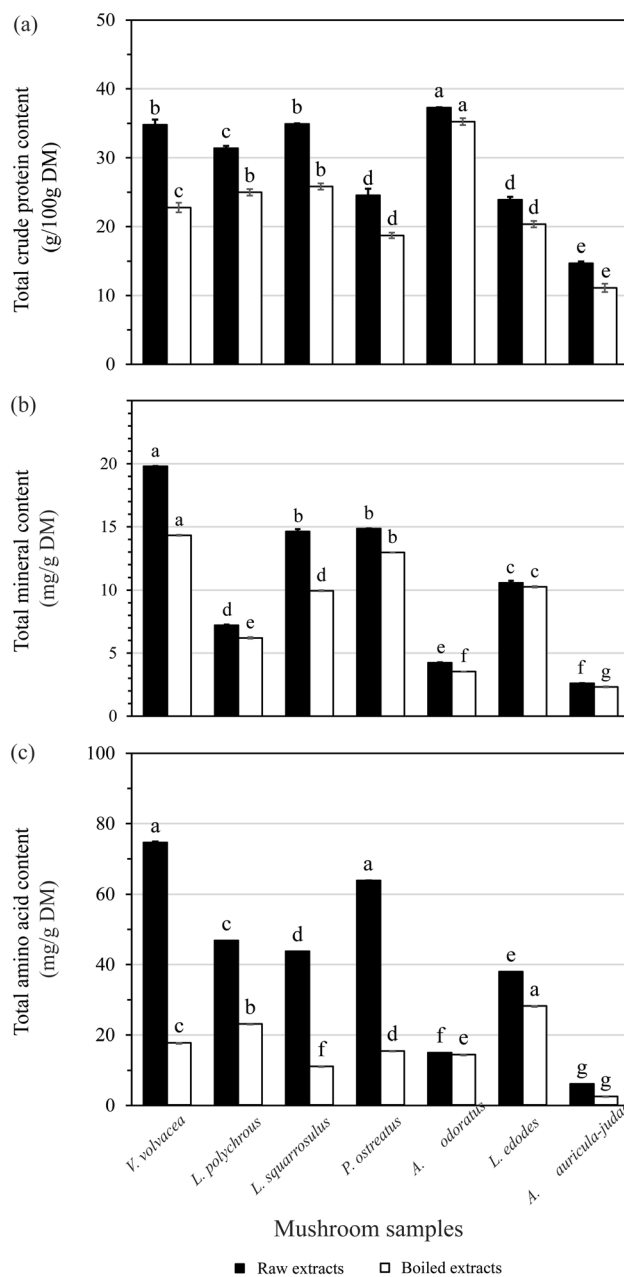 (a)
Total crude protein content
(g/100g DM)
50
40
30
20
10
0
b
c
c
b
b
b
d
d
a
a
d
d
e
e
(b)
Total mineral content
(mg/g DM)
20
15
10
5
0
a
a
d
e
b
d
b
b
e
f
c
c
f
g
(c)
Total amino acid content
(mg/g DM)
100
80
60
40
20
0
a
c
c
b
d
f
a
d
f
e
e
a
g
g
V. volvacea
L. polychrous
L. squarrosulus
P. ostreatus
A. odoratus
L. edodes
A. auricula-judae
Mushroom samples
Raw extracts
Boiled extracts